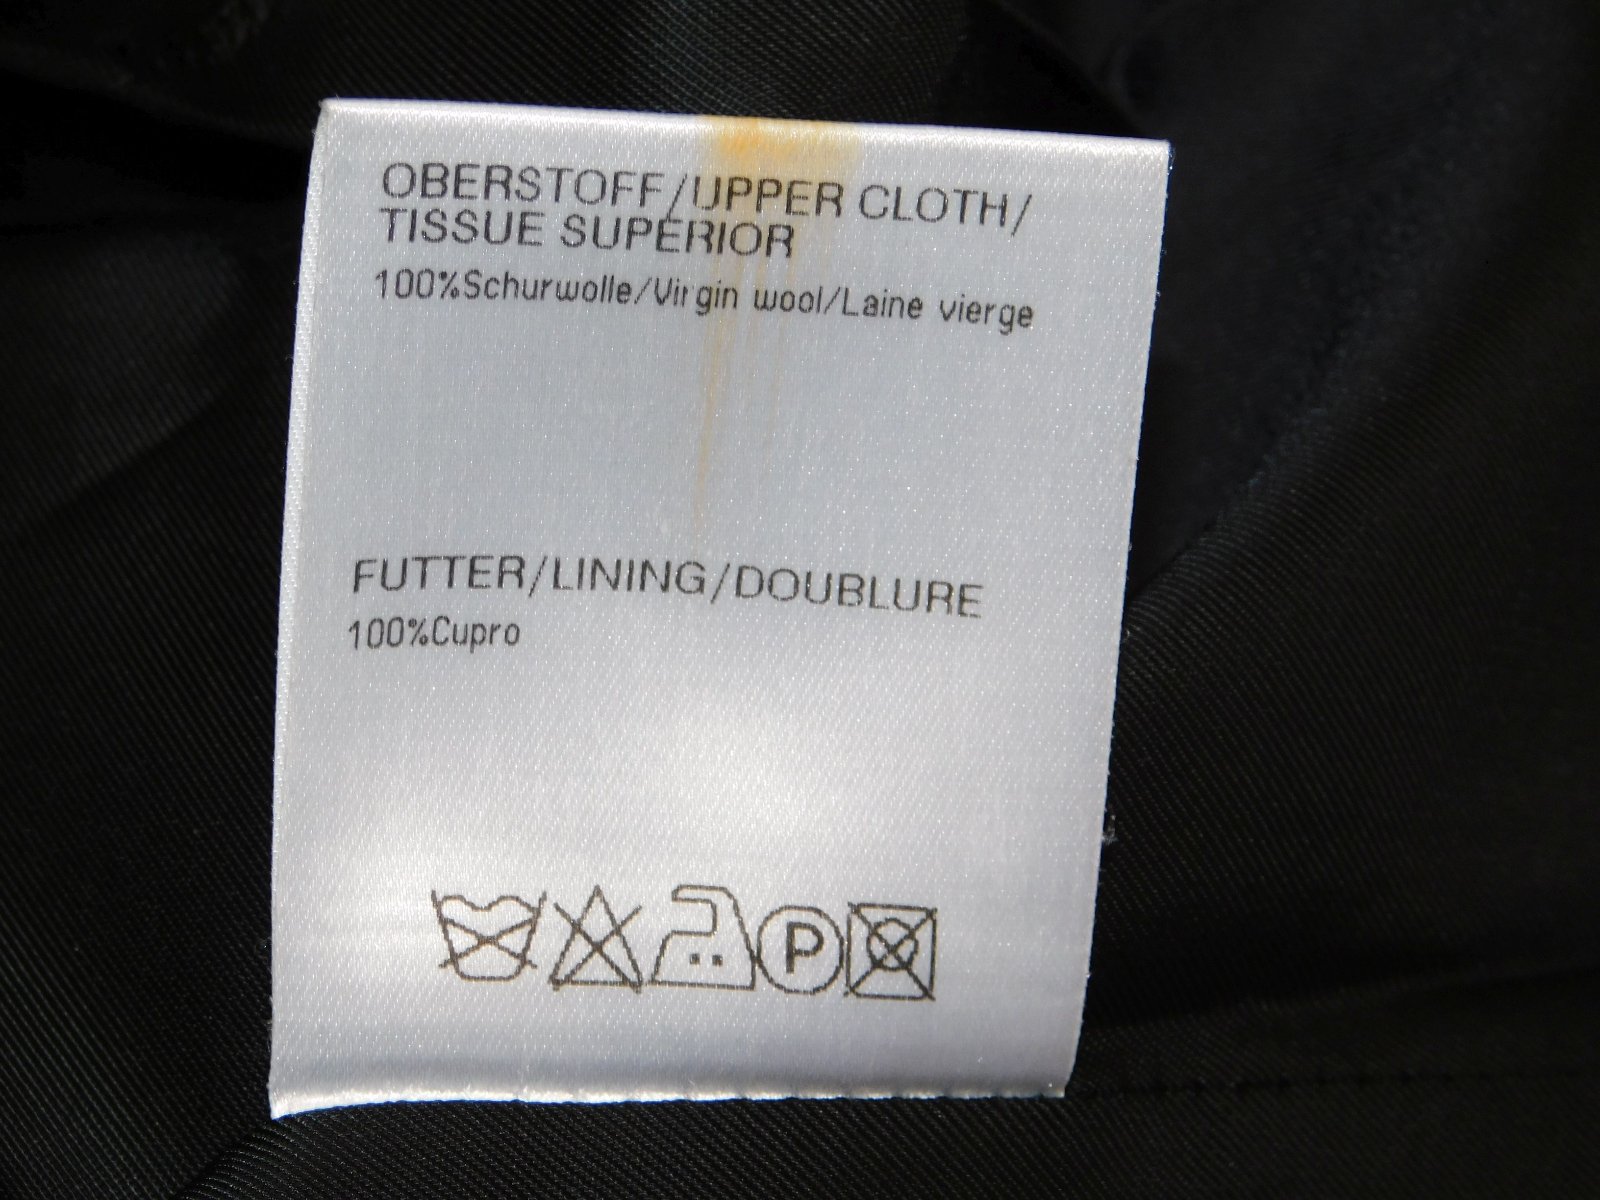 OBERSTOFF/UPPER CLOTH/
TISSUE SUPERIOR
100%Schurwolle/Virgin wool/Laine vierge
FUTTER/LINING/DOUBLURE
100%Cupro
P